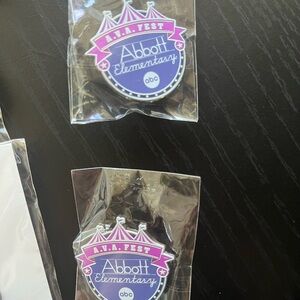 A.V.A. FEST
Abbott
Elementary
abc
A.V.A. FEST
Abbott
Elementary
abc